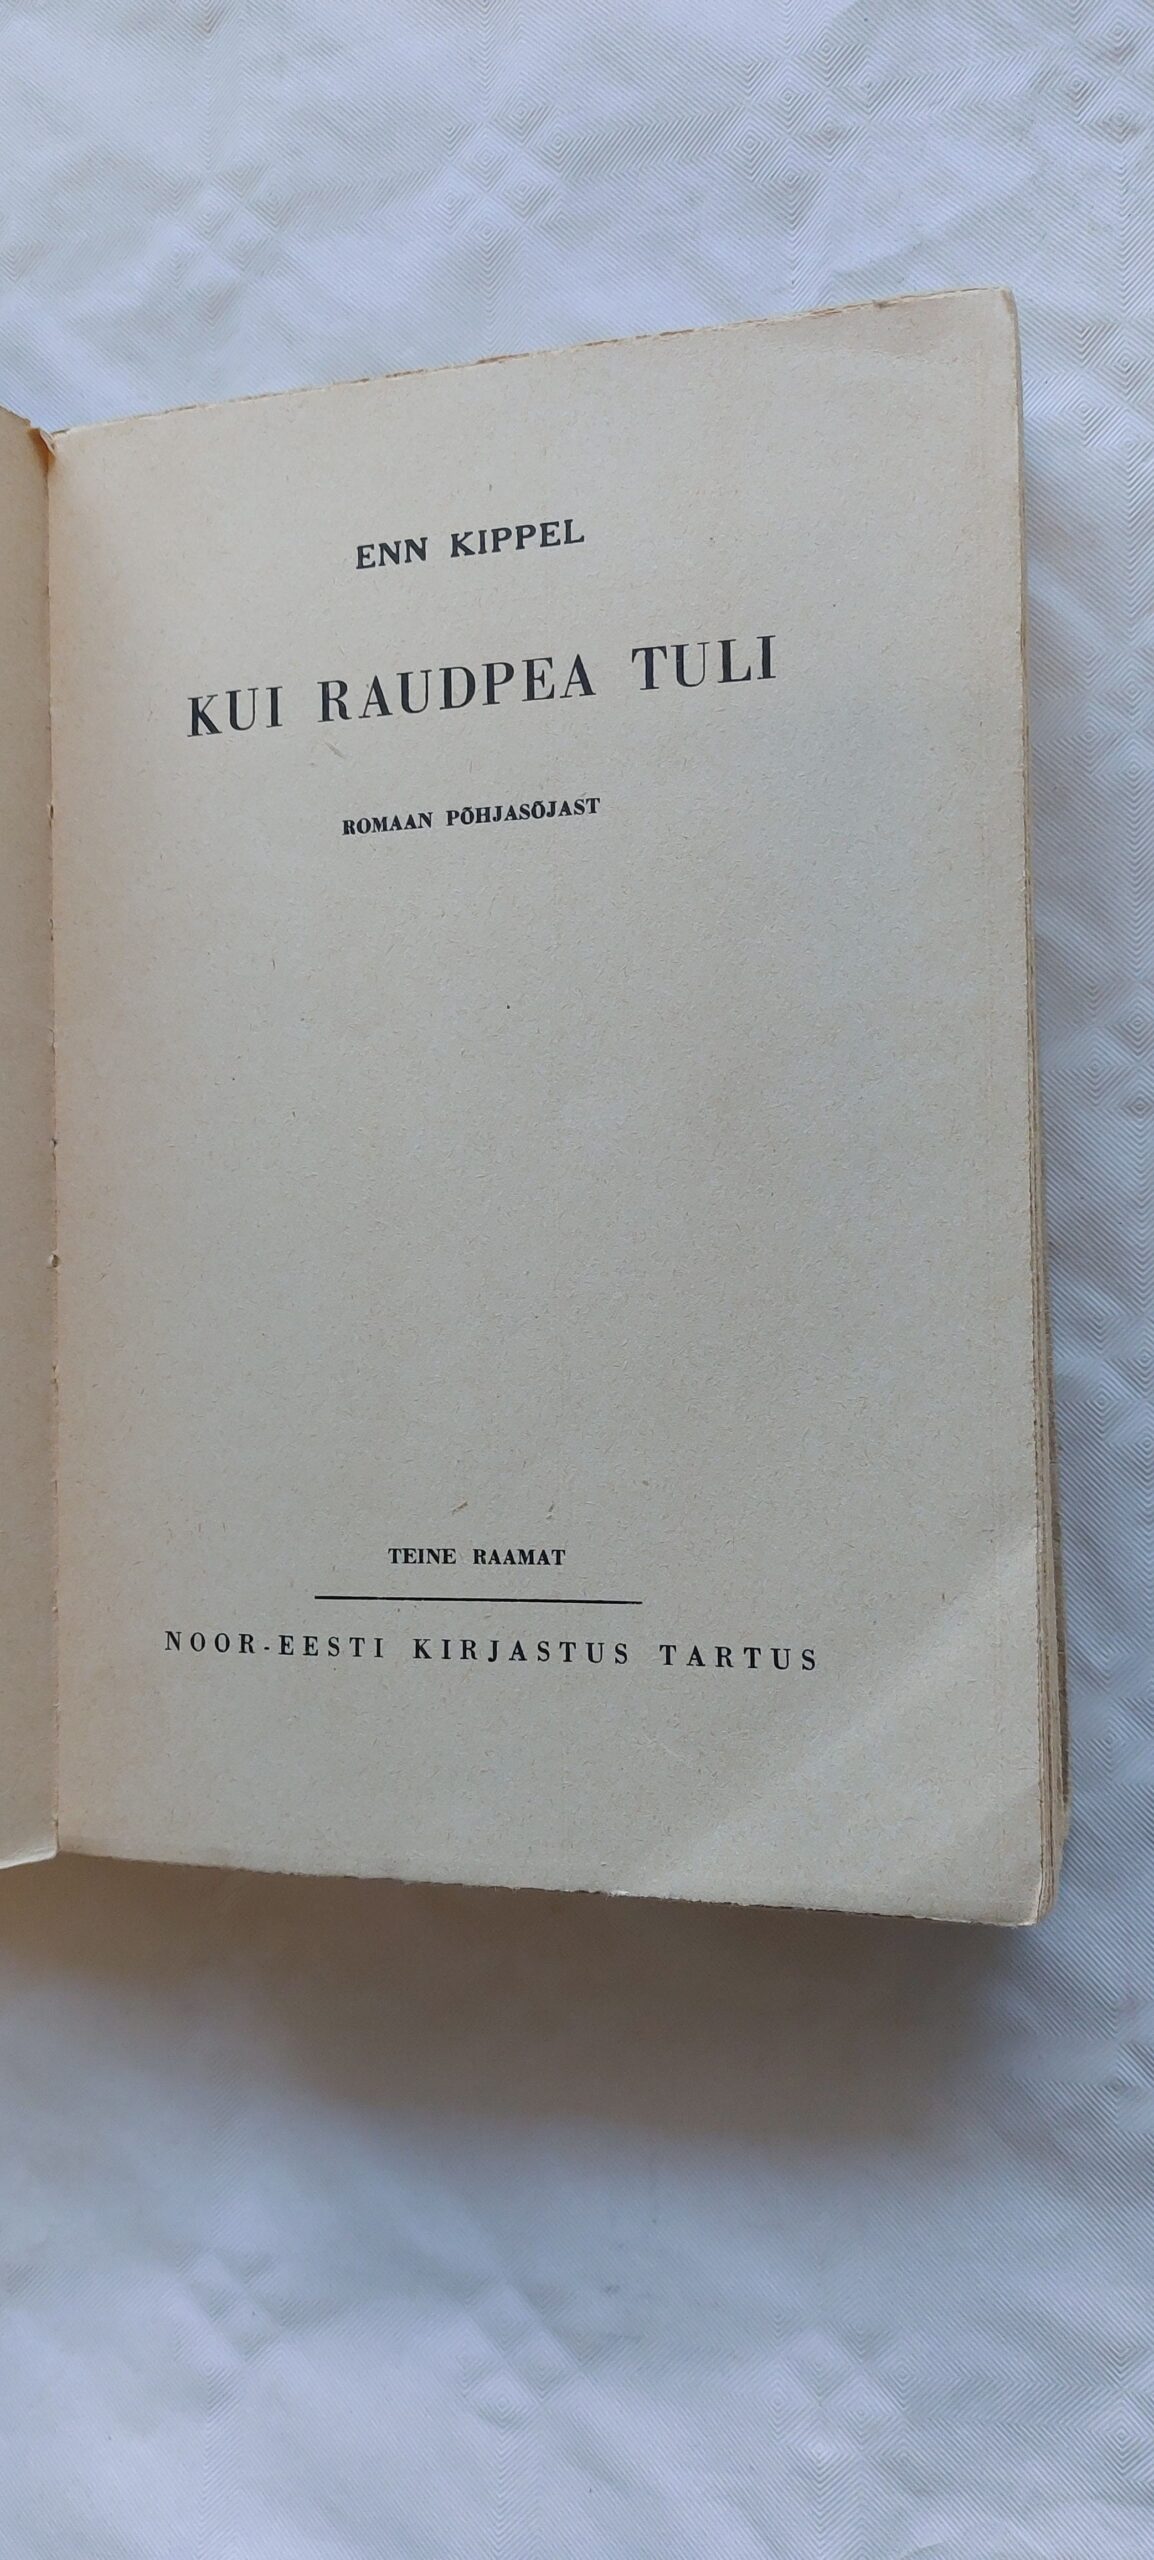 ENN KIPPEL
KUI RAUDPEA TULI
ROMAAN PÕHJASÕJAST
TEINE RAAMAT
NOOR-EESTI KIRJASTUS TARTUS